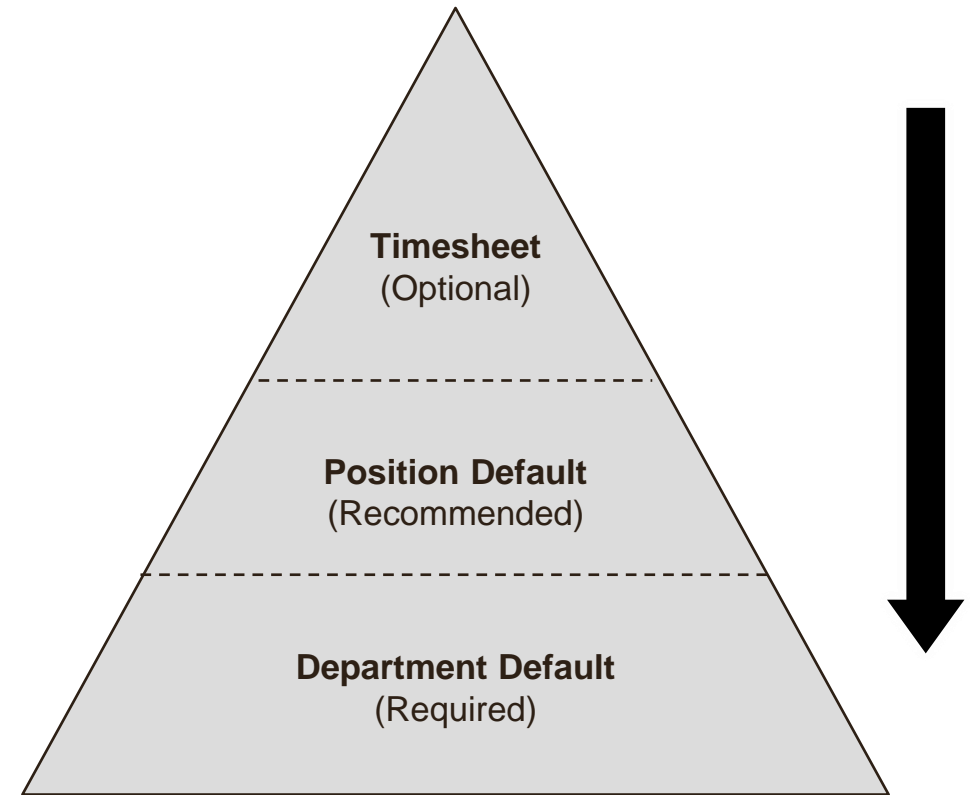 Timesheet
(Optional)
Position Default
(Recommended)
Department Default
(Required)